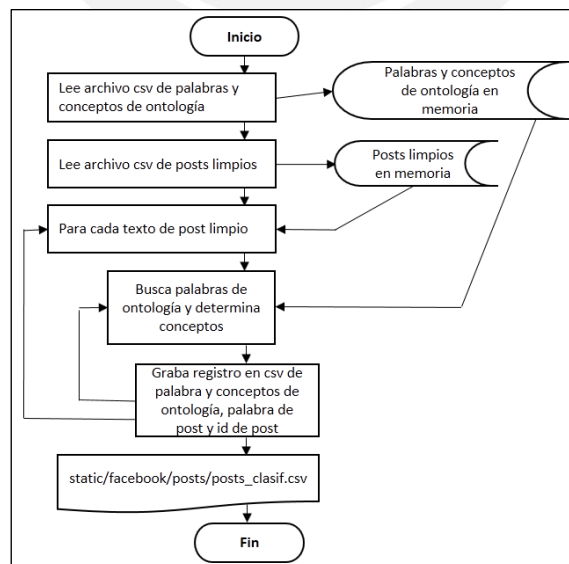 Inicio
Lee archivo csv de palabras y
conceptos de ontología
Palabras y conceptos
de ontología en
memoria
Lee archivo csv de posts limpios
Posts limpios
en memoria
Para cada texto de post limpio
Busca palabras de
ontología y determina
conceptos
Graba registro en csv de
palabra y conceptos de
ontología, palabra de
post y id de post
static/facebook/posts/posts_clasif.csv
Fin